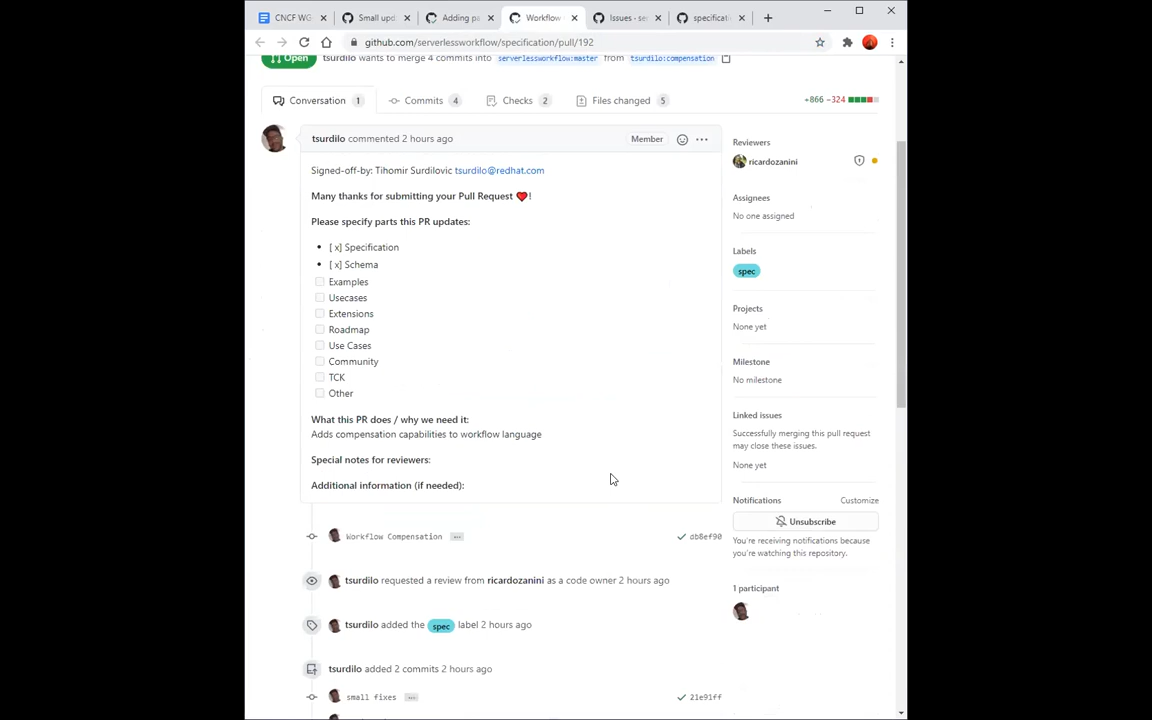 CNCF WG
Small upd
Adding pa
Workflow
Issues - se
specificati
github.com/serverlessworkflow/specification/pull/192
Open
tsurdilo wants to merge 4 commits into serverlessworkflow:master from tsurdilo:compensation
Conversation 1
Commits 4
Checks 2
Files changed 5
+866 −324
tsurdilo commented 2 hours ago
Member
Signed-off-by: Tihomir Surdilovic tsurdilo@redhat.com
Many thanks for submitting your Pull Request ❤️!
Please specify parts this PR updates:
[ x] Specification
[ x] Schema
Examples
Usecases
Extensions
Roadmap
Use Cases
Community
TCK
Other
What this PR does / why we need it:
Adds compensation capabilities to workflow language
Special notes for reviewers:
Additional information (if needed):
Workflow Compensation
ab8ef90
tsurdilo requested a review from ricardozanini as a code owner 2 hours ago
tsurdilo added the spec label 2 hours ago
tsurdilo added 2 commits 2 hours ago
small fixes
21e91ff
Reviewers
ricardozanini
Assignees
No one assigned
Labels
spec
Projects
None yet
Milestone
No milestone
Linked issues
Successfully merging this pull request
may close these issues.
None yet
Notifications
Customize
Unsubscribe
You're receiving notifications because
you're watching this repository.
1 participant